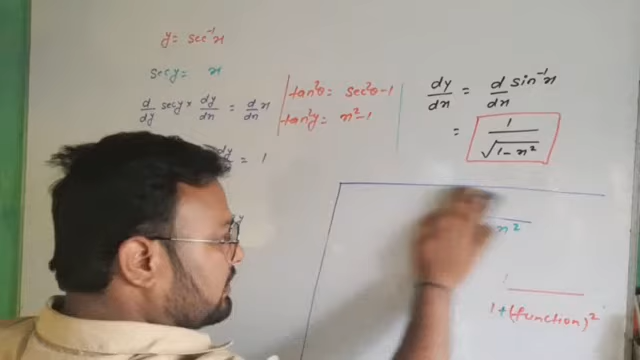 y = sec⁻¹x
sec y = x
d/dy sec y × dy/dx = d/dx x
= 1
tan²θ = sec²θ - 1
tan²y = x² - 1
dy/dx = d/dx sin⁻¹x
= 1/√(1 - x²)
x²
1
1 + (function)²